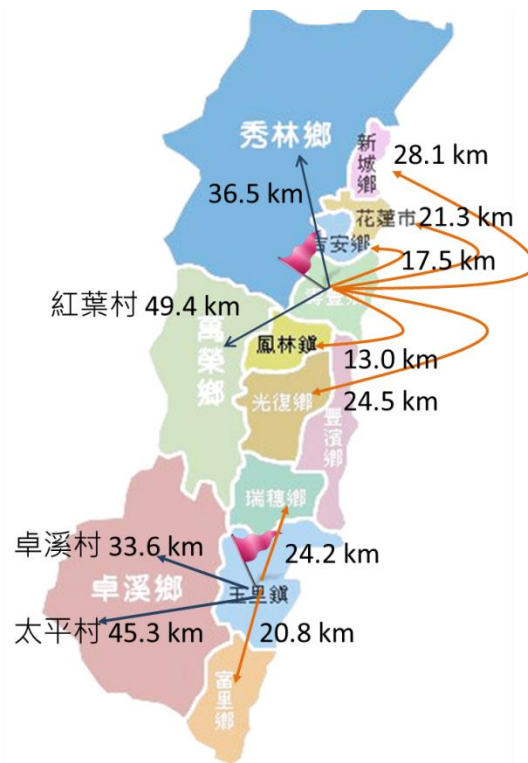 秀林鄉
新城鄉
28.1 km
36.5 km
花蓮市 21.3 km
吉安鄉
17.5 km
壽豐鄉
紅葉村 49.4 km
萬榮鄉
鳳林鎮
13.0 km
光復鄉
24.5 km
豐濱鄉
瑞穗鄉
卓溪村 33.6 km
24.2 km
卓溪鄉
玉里鎮
太平村 45.3 km
20.8 km
富里鄉